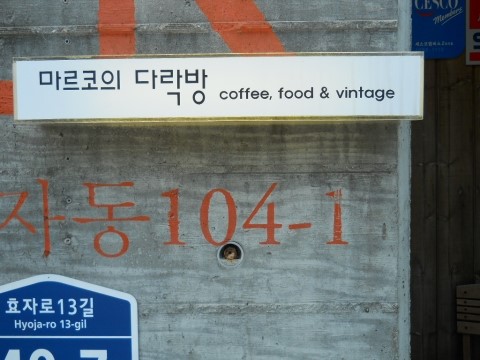 CESCO
Members
마르코의 다락방 coffee, food & vintage
자동104-1
효자로13길
Hyoja-ro 13-gil